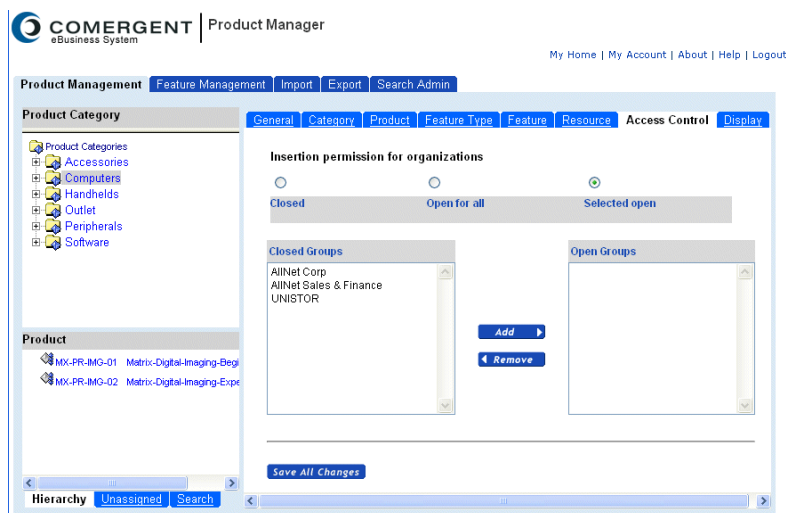 COMERGENT
eBusiness System
Product Manager
My Home | My Account | About | Help | Logout
Product Management Feature Management Import Export Search Admin
Product Category
Product Categories
Accessories
Computers
Handhelds
Outlet
Peripherals
Software
Product
MX-PR-IMG-01 Matrix-Digital-Imaging-Begi
MX-PR-IMG-02 Matrix-Digital-Imaging-Expe
Hierarchy Unassigned Search
General Category Product Feature Type Feature Resource Access Control Display
Insertion permission for organizations
Closed Open for all Selected open
Closed Groups
AllNet Corp
AllNet Sales & Finance
UNISTOR
Add
Remove
Open Groups
Save All Changes